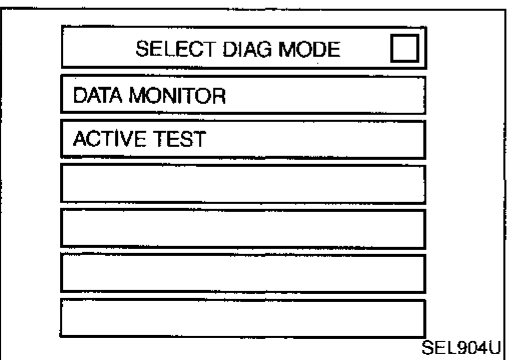 SELECT DIAG MODE
DATA MONITOR
ACTIVE TEST
SEL904U